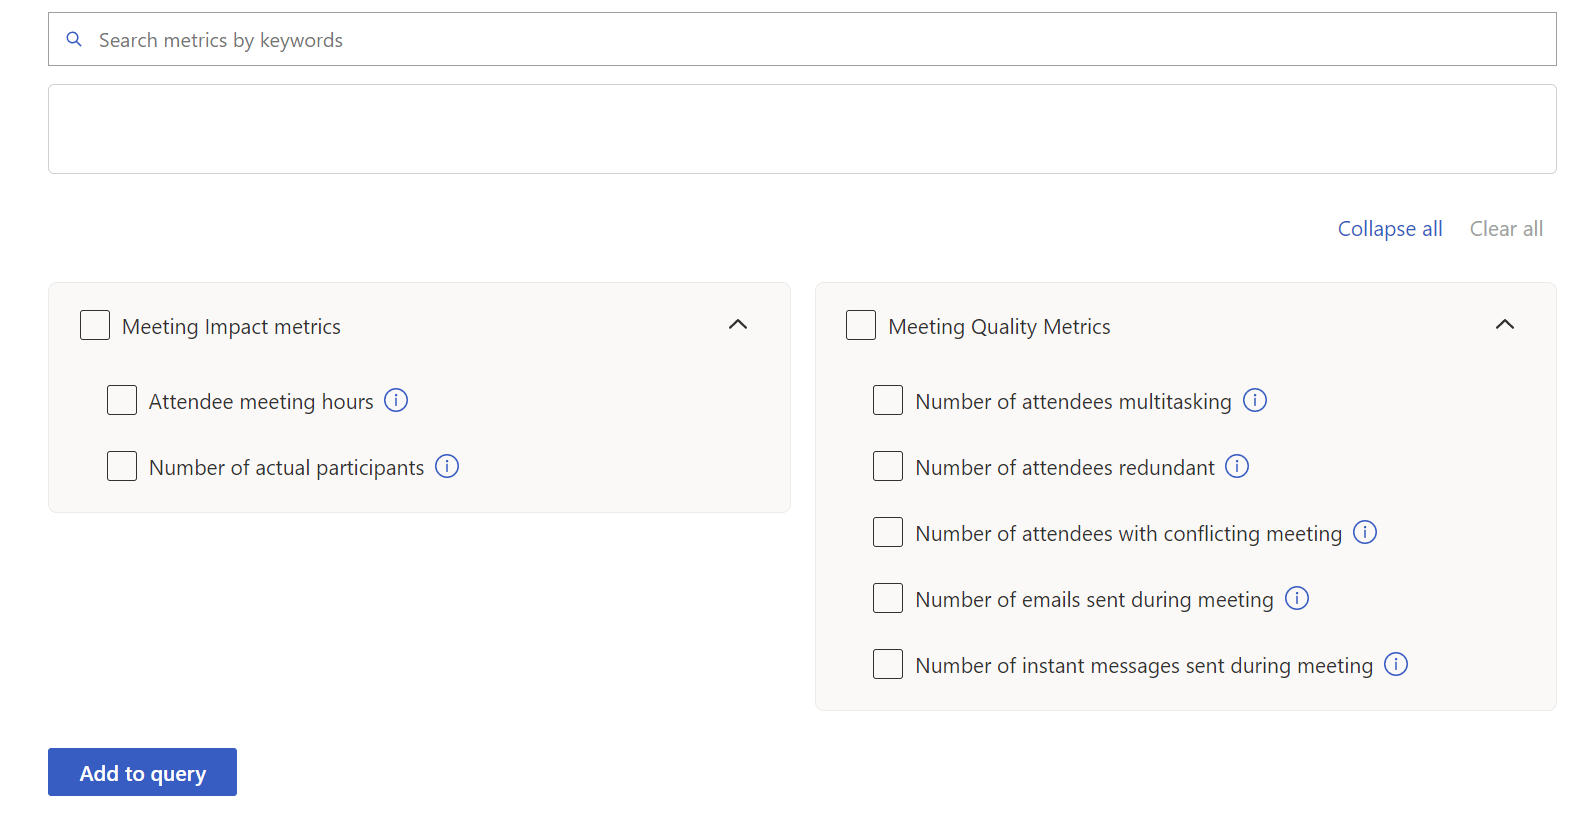 Search metrics by keywords
Collapse all
Clear all
Meeting Impact metrics
Attendee meeting hours
Number of actual participants
Meeting Quality Metrics
Number of attendees multitasking
Number of attendees redundant
Number of attendees with conflicting meeting
Number of emails sent during meeting
Number of instant messages sent during meeting
Add to query